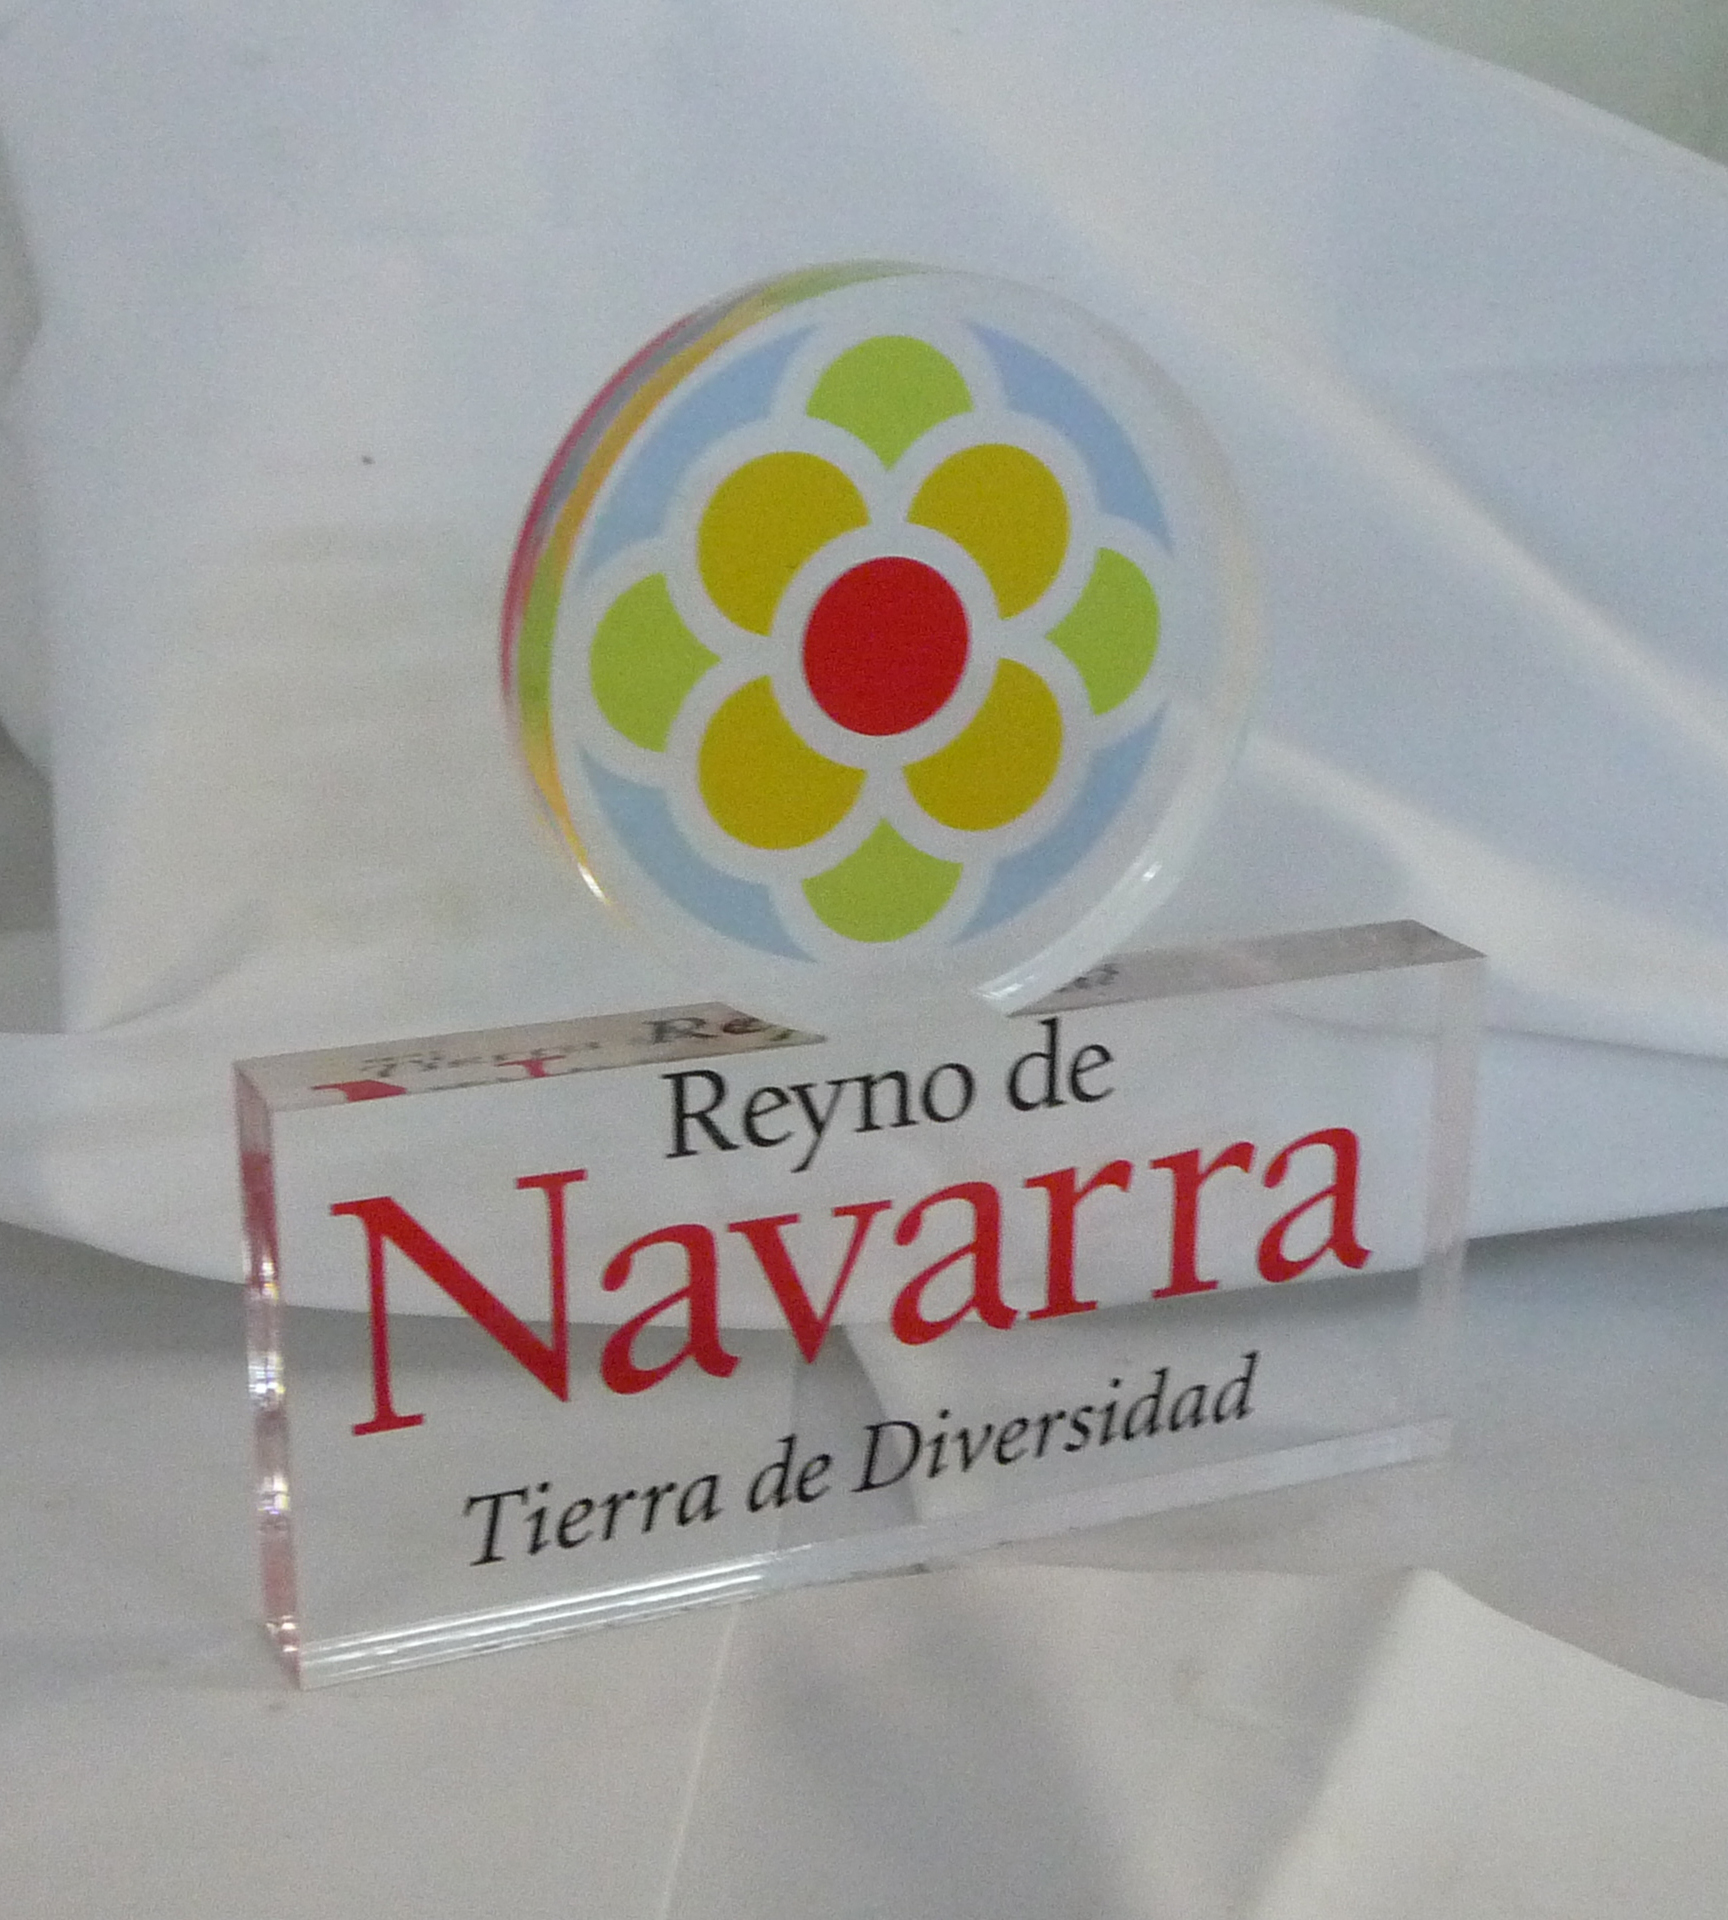 Reyno de
Navarra
Tierra de Diversidad